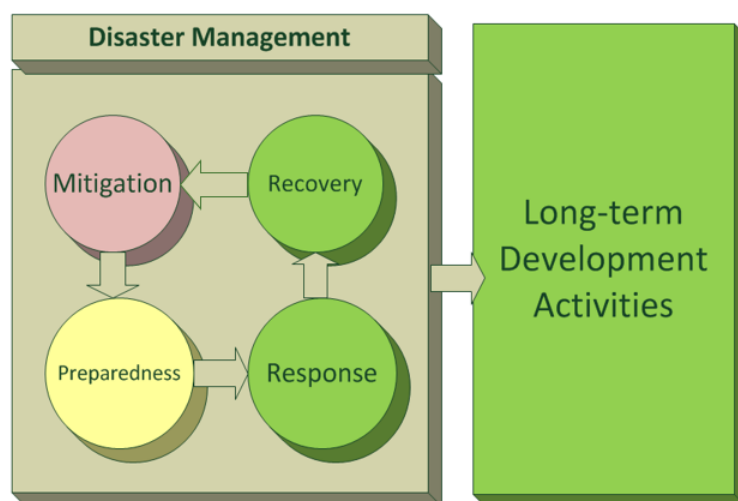 Disaster Management
Mitigation
Recovery
Preparedness
Response
Long-term
Development
Activities